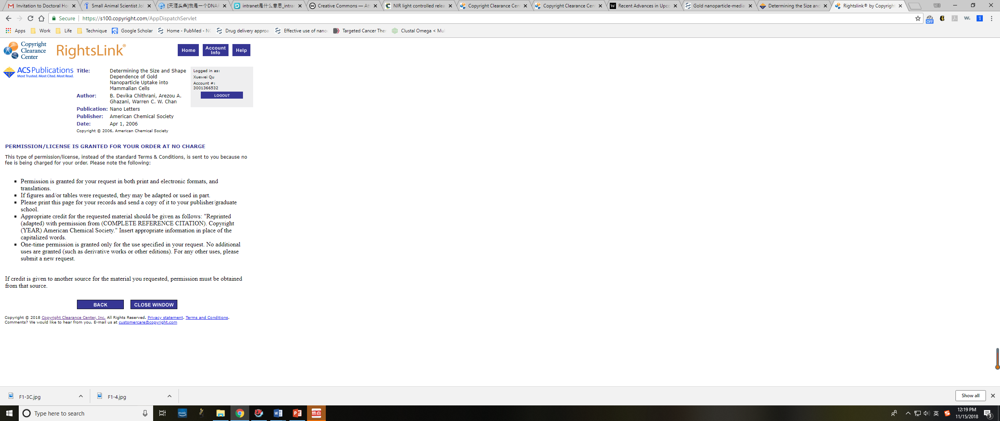 Invitation to Doctoral Ho
Small Animal Scientist Jo
[天涯头条]我是一个DNA
intranet是什么意思_intran
Creative Commons — Att
NIR light controlled relea
Copyright Clearance Cen
Copyright Clearance Cen
Recent Advances in Upco
Gold nanoparticle-media
Determining the Size and
Rightslink® by Copyright
Wil
Secure
https://s100.copyright.com/AppDispatchServlet
OFF
Apps
Work
Life
Technique
Google Scholar
Home - PubMed - NC
Drug delivery approa
Effective use of nano
Targeted Cancer Ther
Clustal Omega < Mul
Copyright
Clearance
Center
RightsLink®
Home
Account
Info
Help
ACS Publications
Most Trusted. Most Cited. Most Read.
Title: Determining the Size and Shape
Dependence of Gold
Nanoparticle Uptake into
Mammalian Cells
Author: B. Devika Chithrani, Arezou A.
Ghazani, Warren C. W. Chan
Publication: Nano Letters
Publisher: American Chemical Society
Date: Apr 1, 2006
Copyright © 2006, American Chemical Society
Logged in as:
Xuewei Qu
Account #:
3001366532
LOGOUT
PERMISSION/LICENSE IS GRANTED FOR YOUR ORDER AT NO CHARGE
This type of permission/license, instead of the standard Terms & Conditions, is sent to you because no
fee is being charged for your order. Please note the following:
Permission is granted for your request in both print and electronic formats, and
translations.
If figures and/or tables were requested, they may be adapted or used in part.
Please print this page for your records and send a copy of it to your publisher/graduate
school.
Appropriate credit for the requested material should be given as follows: "Reprinted
(adapted) with permission from (COMPLETE REFERENCE CITATION). Copyright
(YEAR) American Chemical Society." Insert appropriate information in place of the
capitalized words.
One-time permission is granted only for the use specified in your request. No additional
uses are granted (such as derivative works or other editions). For any other uses, please
submit a new request.
If credit is given to another source for the material you requested, permission must be obtained
from that source.
BACK
CLOSE WINDOW
Copyright © 2018 Copyright Clearance Center, Inc. All Rights Reserved. Privacy statement. Terms and Conditions.
Comments? We would like to hear from you. E-mail us at customercare@copyright.com
F1-3C.jpg
F1-4.jpg
Show all
Type here to search
music
热点
英
12:19 PM
11/15/2018
3